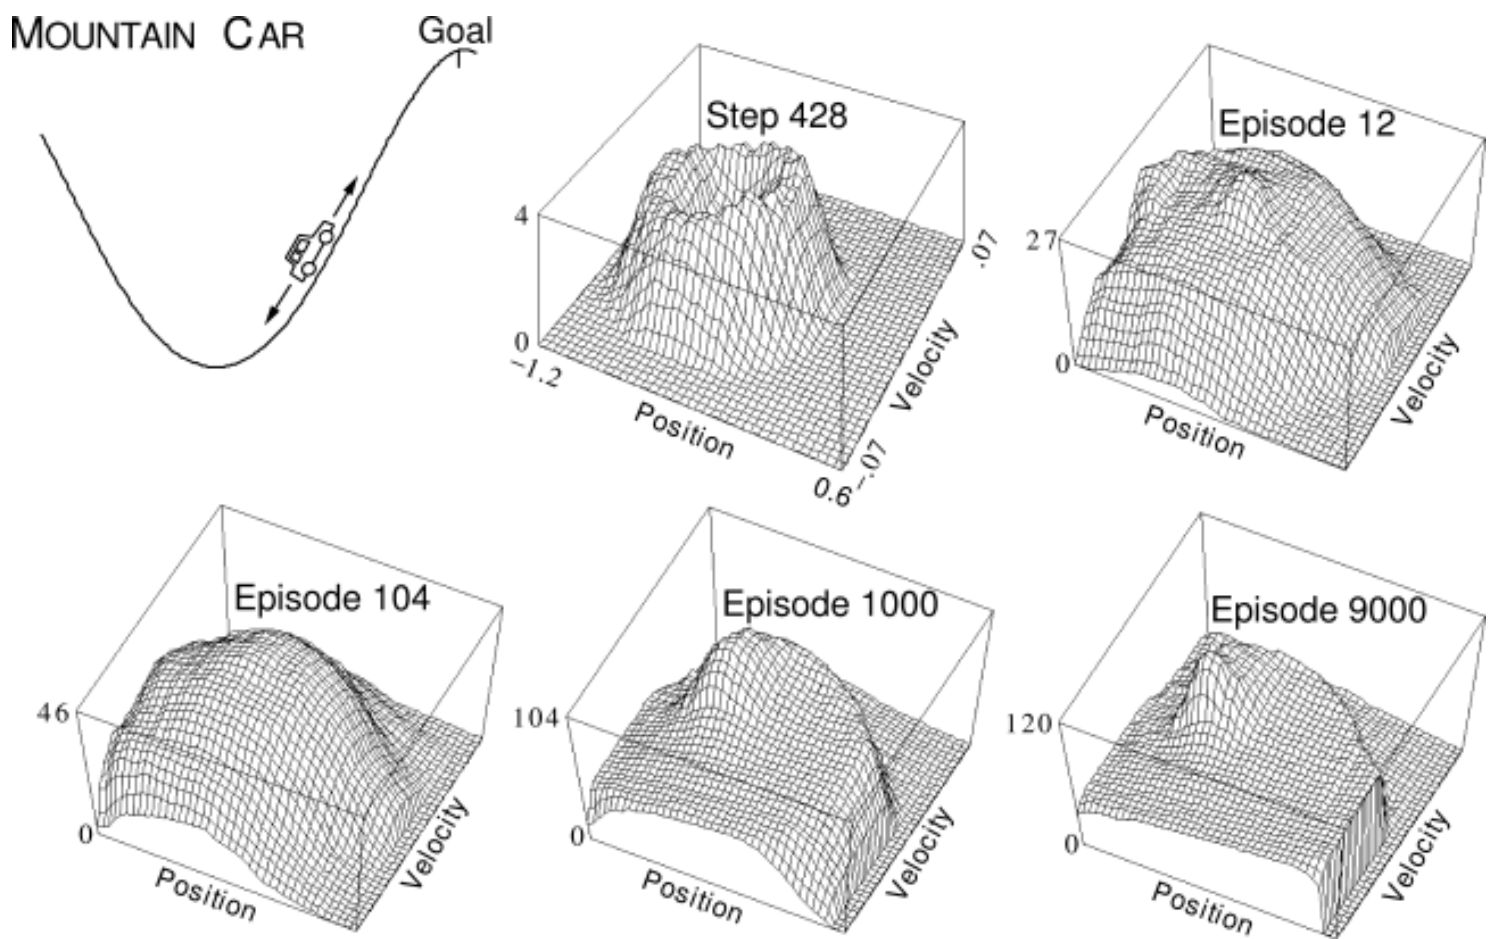 MOUNTAIN CAR
Goal
Step 428
4
0
−1.2
Position
0.6
−.07
Velocity
.07
Episode 12
27
0
Position
Velocity
Episode 104
46
0
Position
Velocity
Episode 1000
104
0
Position
Velocity
Episode 9000
120
0
Position
Velocity